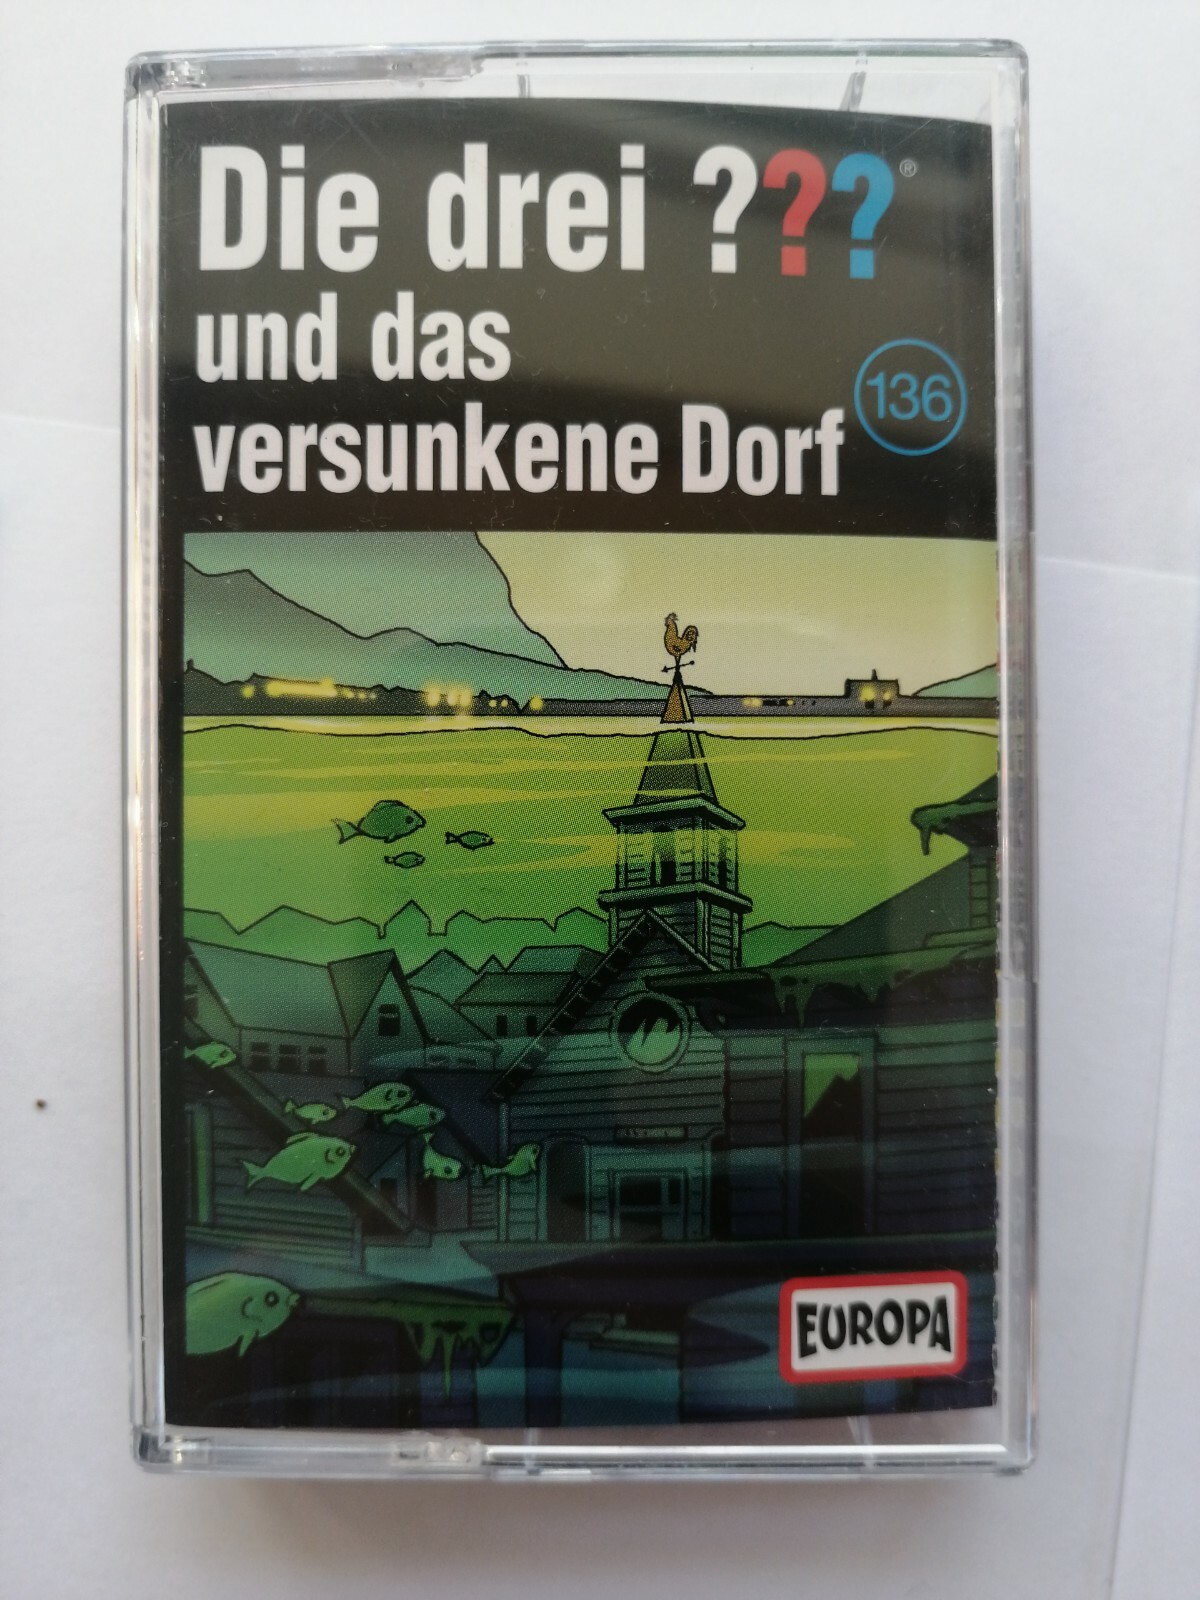 Die drei ???®
und das
versunkene Dorf
136
EUROPA